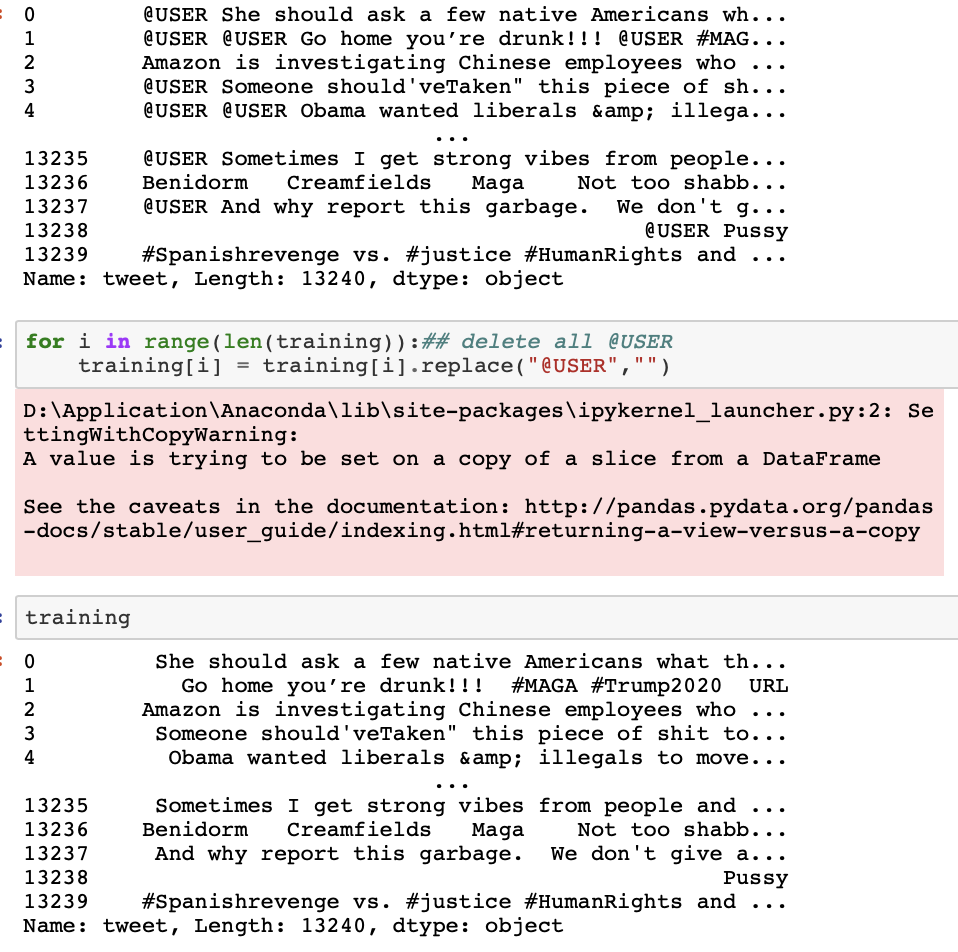 0 @USER She should ask a few native Americans wh...
1 @USER @USER Go home you’re drunk!!! @USER #MAG...
2 Amazon is investigating Chinese employees who ...
3 @USER Someone should'veTaken" this piece of sh...
4 @USER @USER Obama wanted liberals &amp; illega...
...
13235 @USER Sometimes I get strong vibes from people...
13236 Benidorm Creamfields Maga Not too shabb...
13237 @USER And why report this garbage. We don't g...
13238 @USER Pussy
13239 #Spanishrevenge vs. #justice #HumanRights and ...
Name: tweet, Length: 13240, dtype: object
for i in range(len(training)):## delete all @USER
training[i] = training[i].replace("@USER","")
D:\Application\Anaconda\lib\site-packages\ipykernel_launcher.py:2: Se
ttingWithCopyWarning:
A value is trying to be set on a copy of a slice from a DataFrame
See the caveats in the documentation: http://pandas.pydata.org/pandas
-docs/stable/user_guide/indexing.html#returning-a-view-versus-a-copy
training
0 She should ask a few native Americans what th...
1 Go home you’re drunk!!! #MAGA #Trump2020 URL
2 Amazon is investigating Chinese employees who ...
3 Someone should'veTaken" this piece of shit to...
4 Obama wanted liberals &amp; illegals to move...
...
13235 Sometimes I get strong vibes from people and ...
13236 Benidorm Creamfields Maga Not too shabb...
13237 And why report this garbage. We don't give a...
13238 Pussy
13239 #Spanishrevenge vs. #justice #HumanRights and ...
Name: tweet, Length: 13240, dtype: object